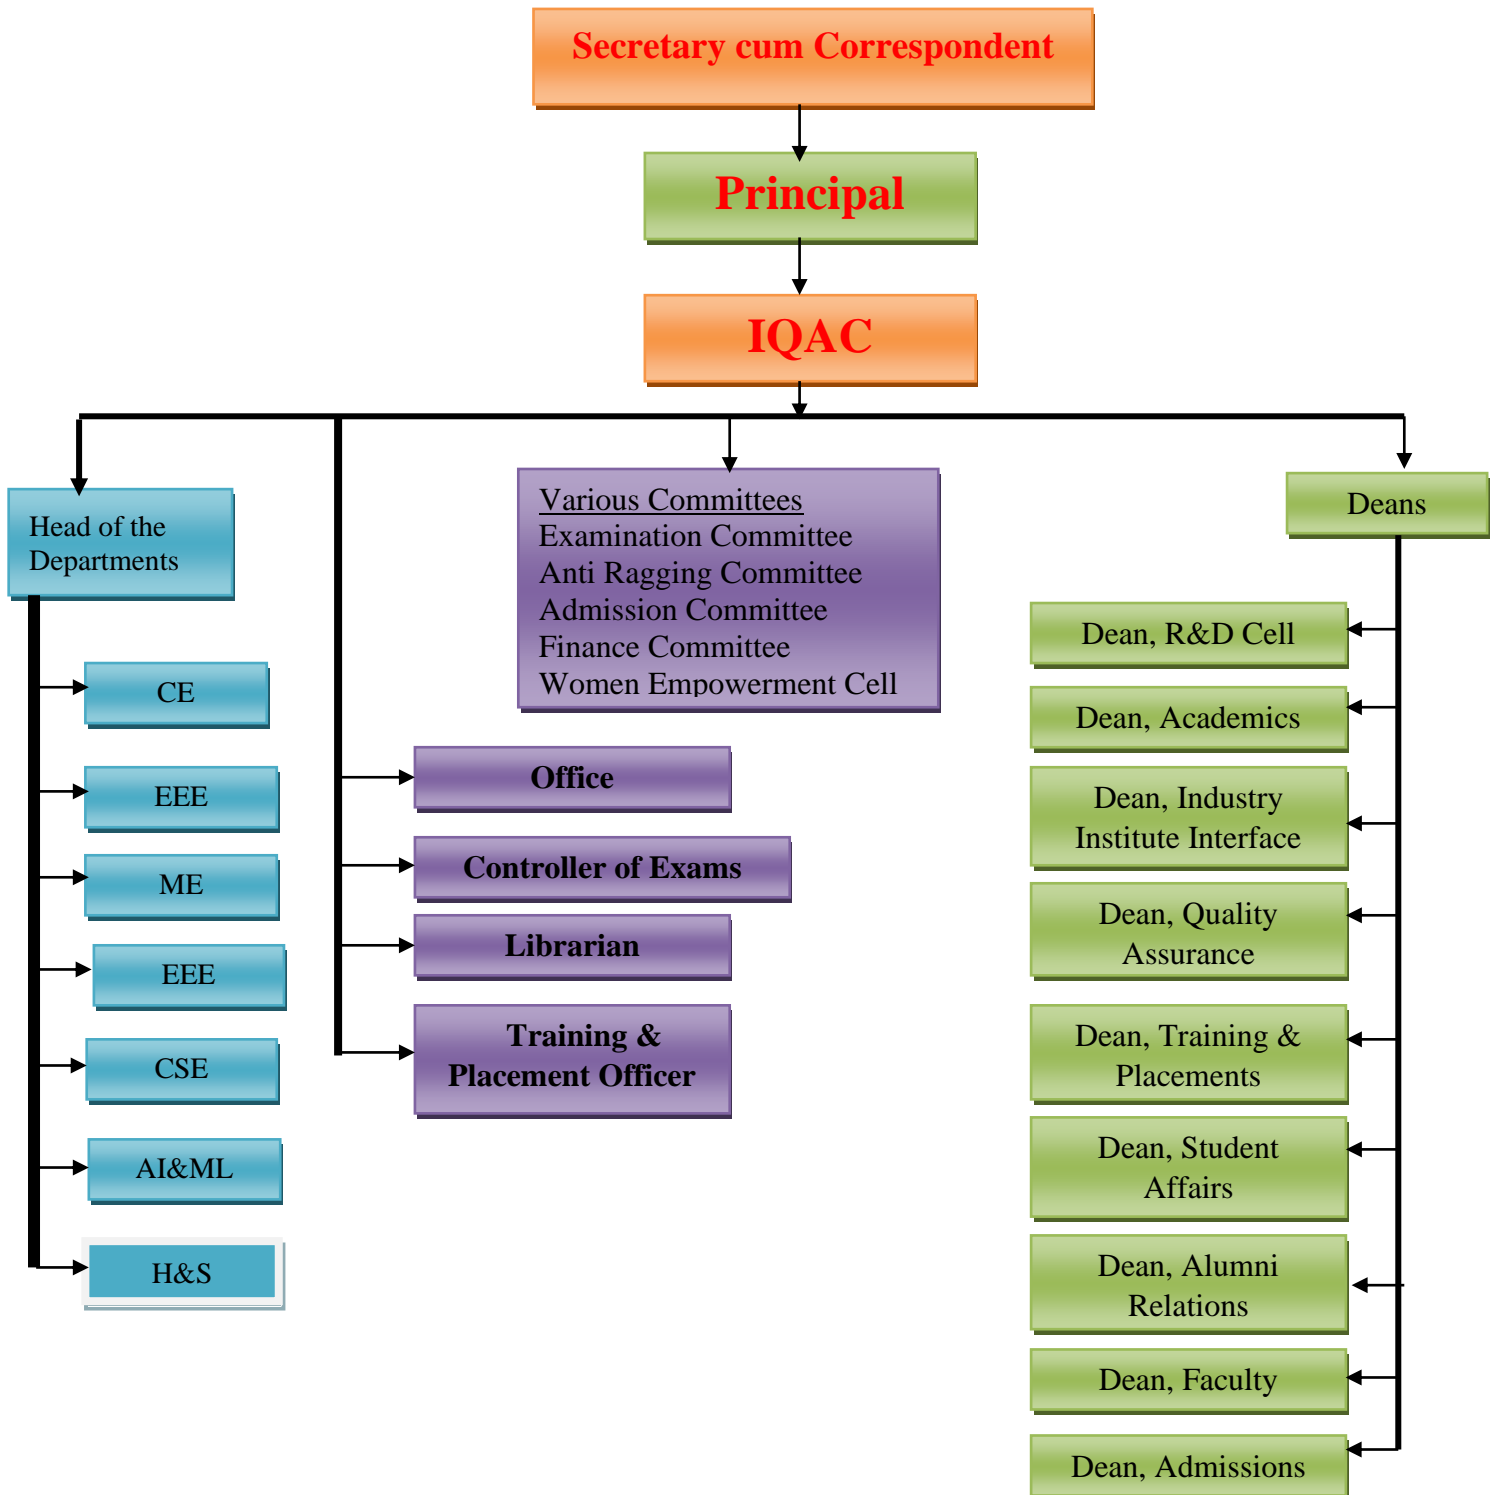 Secretary cum Correspondent
Principal
IQAC
Head of the
Departments
CE
EEE
ME
EEE
CSE
AI&ML
H&S
Various Committees
Examination Committee
Anti Ragging Committee
Admission Committee
Finance Committee
Women Empowerment Cell
Office
Controller of Exams
Librarian
Training &
Placement Officer
Deans
Dean, R&D Cell
Dean, Academics
Dean, Industry
Institute Interface
Dean, Quality
Assurance
Dean, Training &
Placements
Dean, Student
Affairs
Dean, Alumni
Relations
Dean, Faculty
Dean, Admissions